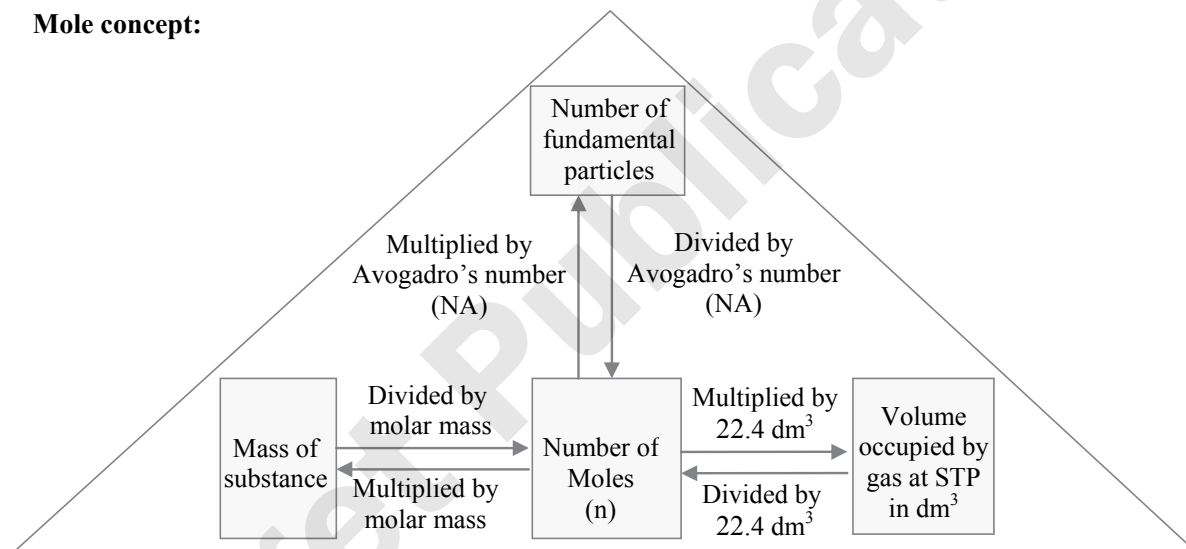 Mole concept:
Number of
fundamental
particles
Multiplied by
Avogadro’s number
(NA)
Divided by
Avogadro’s number
(NA)
Mass of
substance
Divided by
molar mass
Multiplied by
molar mass
Number of
Moles
(n)
Multiplied by
22.4 dm³
Divided by
22.4 dm³
Volume
occupied by
gas at STP
in dm³